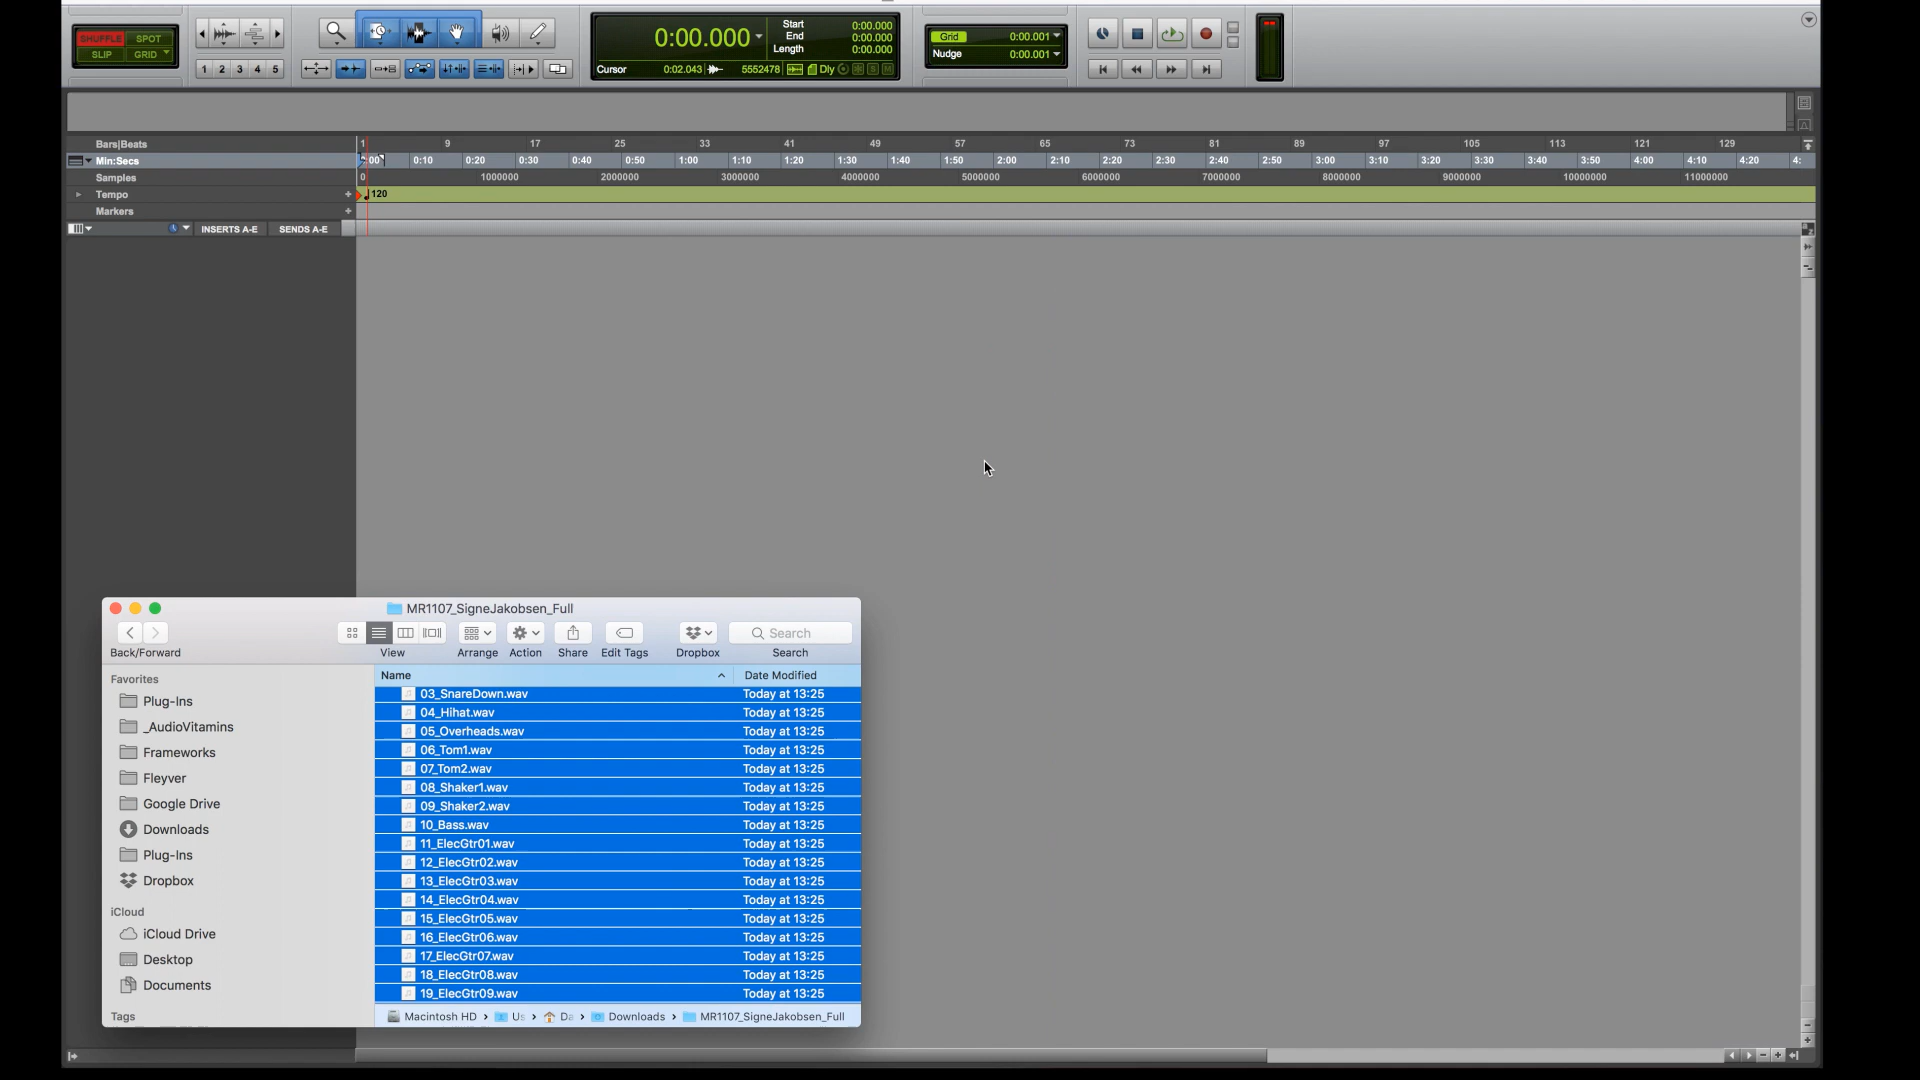 SHUFFLE SPOT
SLIP GRID
1 2 3 4 5
0:00.000
Start 0:00.000
End 0:00.000
Length 0:00.000
Cursor 0:02.043 5552478 Dly S M
Grid 0:00.001
Nudge 0:00.001
Bars|Beats 1 9 17 25 33 41 49 57 65 73 81 89 97 105 113 121 129
Min:Secs 0:00 0:10 0:20 0:30 0:40 0:50 1:00 1:10 1:20 1:30 1:40 1:50 2:00 2:10 2:20 2:30 2:40 2:50 3:00 3:10 3:20 3:30 3:40 3:50 4:00 4:10 4:20 4:
Samples 0 1000000 2000000 3000000 4000000 5000000 6000000 7000000 8000000 9000000 10000000 11000000
Tempo + 120
Markers +
INSERTS A-E SENDS A-E
MR1107_SigneJakobsen_Full
Search
Back/Forward View Arrange Action Share Edit Tags Dropbox Search
Favorites
Plug-Ins
_AudioVitamins
Frameworks
Fleyver
Google Drive
Downloads
Plug-Ins
Dropbox
iCloud
iCloud Drive
Desktop
Documents
Tags
Name Date Modified
03_SnareDown.wav Today at 13:25
04_Hihat.wav Today at 13:25
05_Overheads.wav Today at 13:25
06_Tom1.wav Today at 13:25
07_Tom2.wav Today at 13:25
08_Shaker1.wav Today at 13:25
09_Shaker2.wav Today at 13:25
10_Bass.wav Today at 13:25
11_ElecGtr01.wav Today at 13:25
12_ElecGtr02.wav Today at 13:25
13_ElecGtr03.wav Today at 13:25
14_ElecGtr04.wav Today at 13:25
15_ElecGtr05.wav Today at 13:25
16_ElecGtr06.wav Today at 13:25
17_ElecGtr07.wav Today at 13:25
18_ElecGtr08.wav Today at 13:25
19_ElecGtr09.wav Today at 13:25
Macintosh HD › Us › Da › Downloads › MR1107_SigneJakobsen_Full